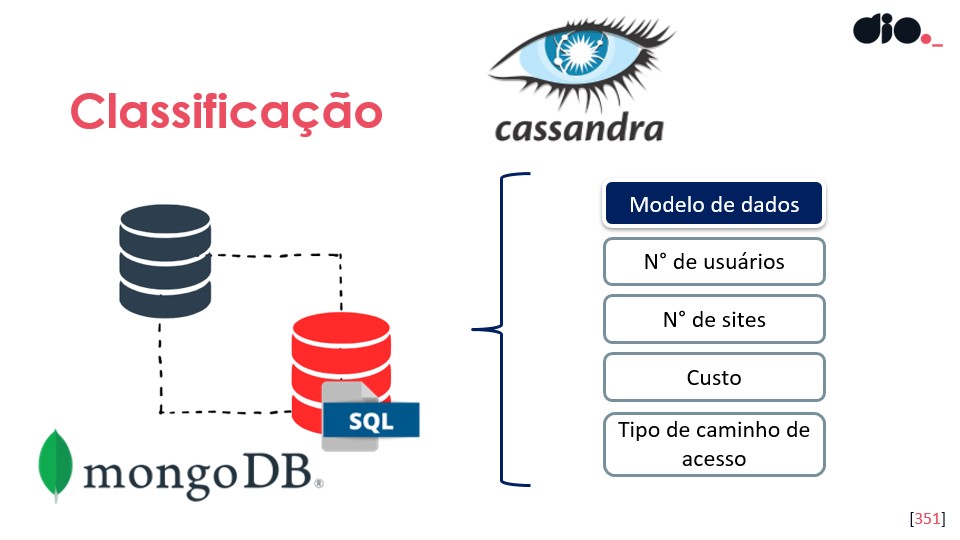 dio._
cassandra
Classificação
Modelo de dados
N° de usuários
N° de sites
Custo
Tipo de caminho de
acesso
SQL
mongoDB®
[351]